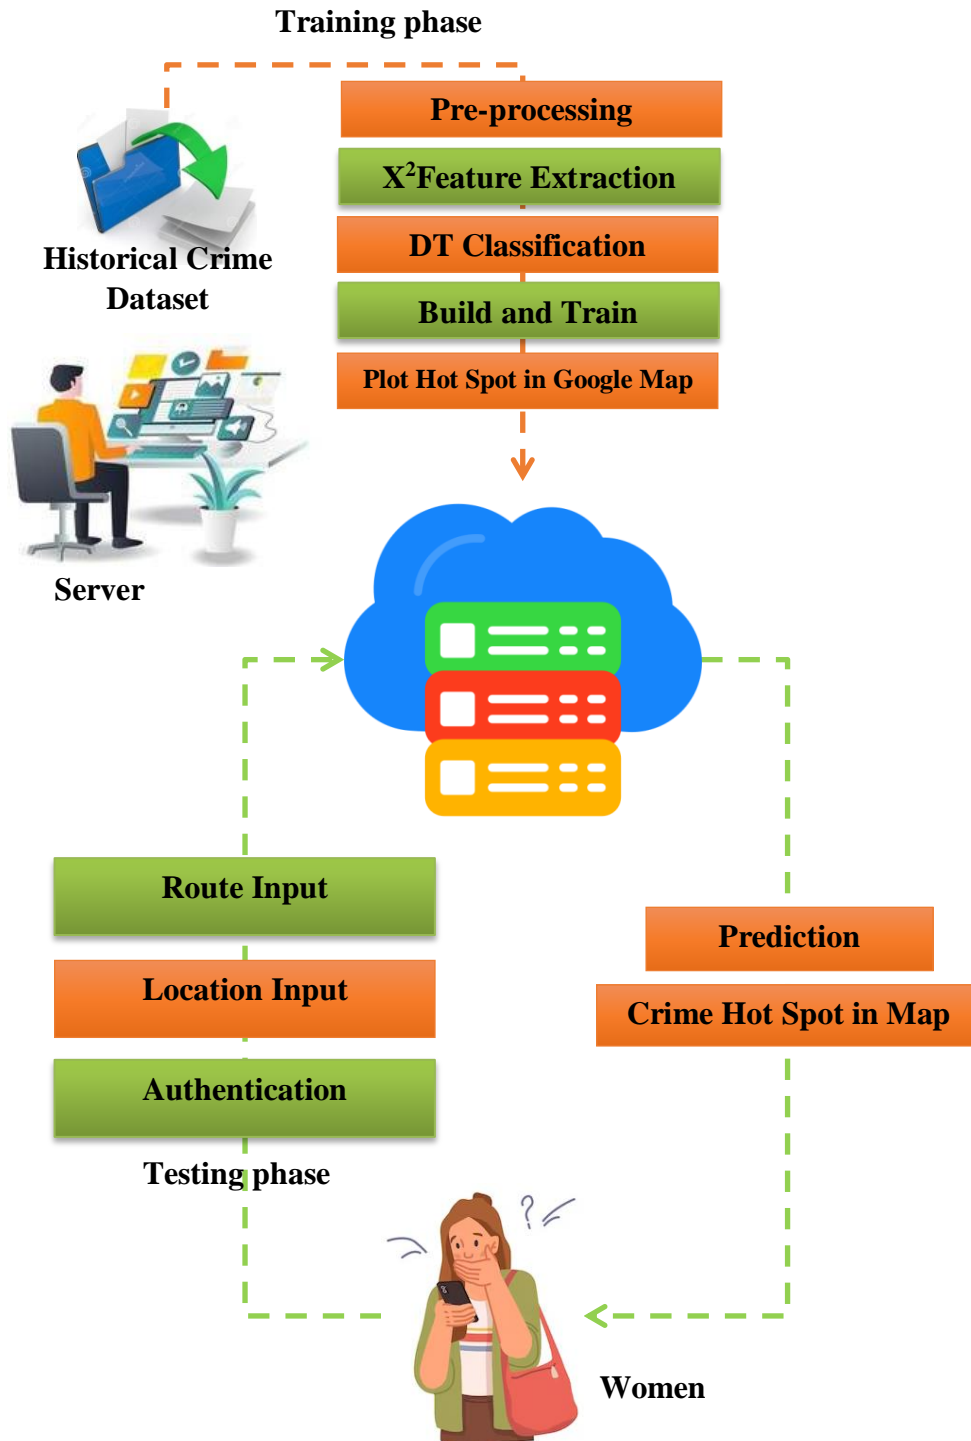 Training phase
Pre-processing
X²Feature Extraction
DT Classification
Build and Train
Plot Hot Spot in Google Map
Historical Crime
Dataset
Server
Route Input
Location Input
Authentication
Testing phase
Prediction
Crime Hot Spot in Map
?
Women